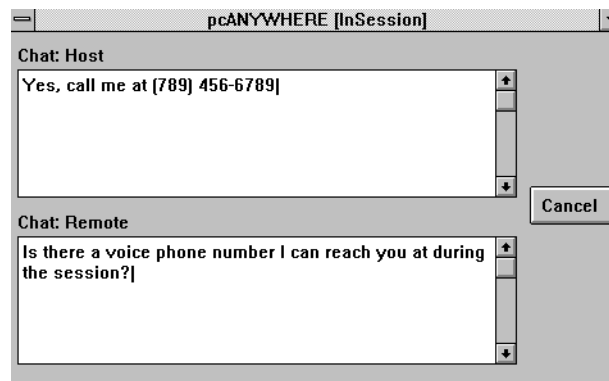 pcANYWHERE [InSession]
Chat: Host
Yes, call me at (789) 456-6789
Cancel
Chat: Remote
Is there a voice phone number I can reach you at during
the session?